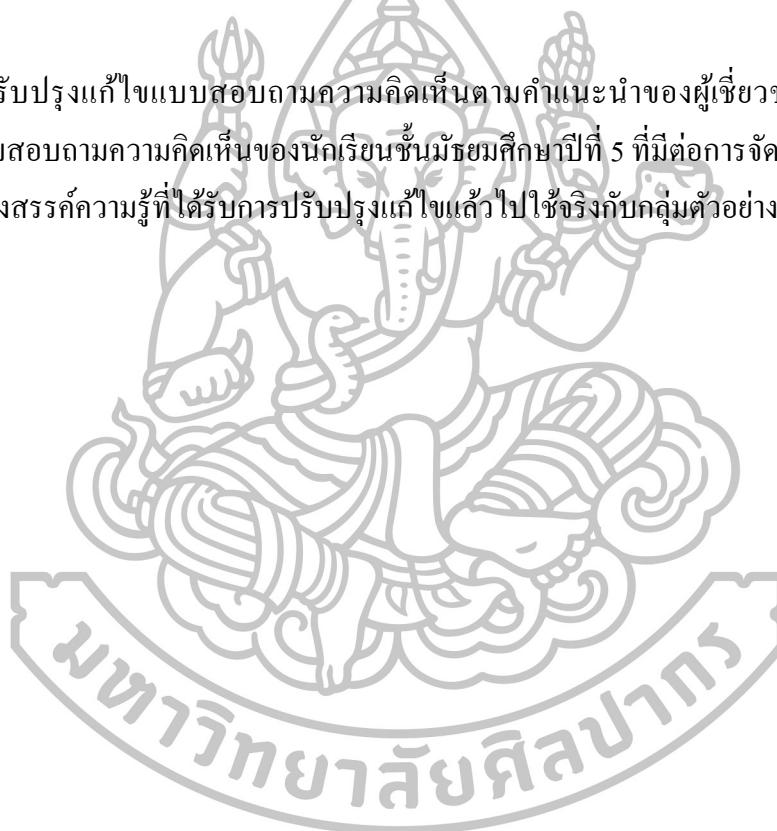 รับปรุงแก้ไขแบบสอบถามความคิดเห็นตามคำแนะนำของผู้เชี่ยวช
บสอบถามความคิดเห็นของนักเรียนชั้นมัธยมศึกษาปีที่ 5 ที่มีต่อการจัด
งสรรค์ความรู้ที่ได้รับการปรับปรุงแก้ไขแล้วไปใช้จริงกับกลุ่มตัวอย่าง
มหาวิทยาลัยศิลปากร